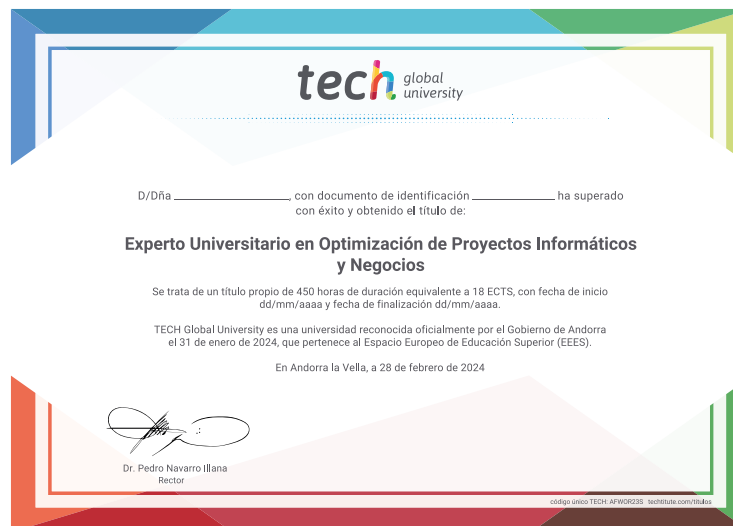 tech global university
D/Dña ____________________, con documento de identificación ______________ ha superado
con éxito y obtenido el título de:
Experto Universitario en Optimización de Proyectos Informáticos
y Negocios
Se trata de un título propio de 450 horas de duración equivalente a 18 ECTS, con fecha de inicio
dd/mm/aaaa y fecha de finalización dd/mm/aaaa.
TECH Global University es una universidad reconocida oficialmente por el Gobierno de Andorra
el 31 de enero de 2024, que pertenece al Espacio Europeo de Educación Superior (EEES).
En Andorra la Vella, a 28 de febrero de 2024
Dr. Pedro Navarro Illana
Rector
código único TECH: AFWOR23S techtitute.com/titulos